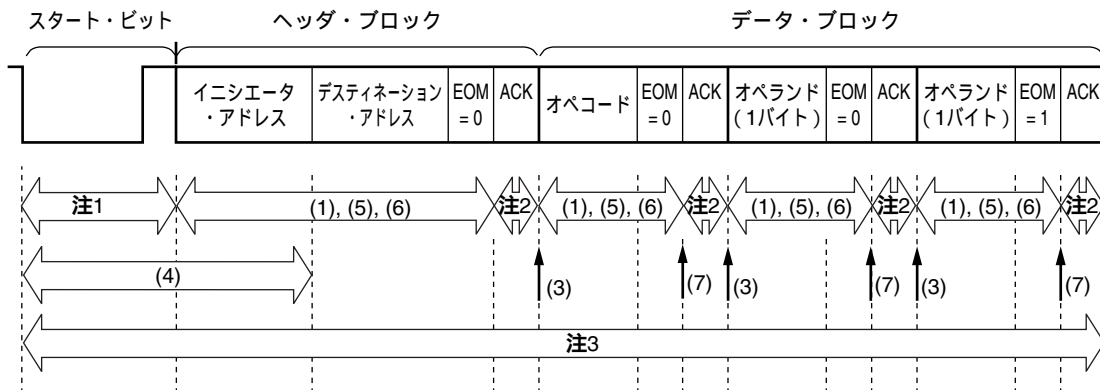 スタート・ビット ヘッダ・ブロック データ・ブロック
イニシエータ
・アドレス
デスティネーション
・アドレス
EOM
= 0
ACK
オペコード
EOM
= 0
ACK
オペランド
(1バイト)
EOM
= 0
ACK
オペランド
(1バイト)
EOM
= 1
ACK
注1 (1), (5), (6) 注2 (1), (5), (6) 注2 (1), (5), (6) 注2 (1), (5), (6) 注2
(4) (3) (7) (3) (7) (3) (7)
注3